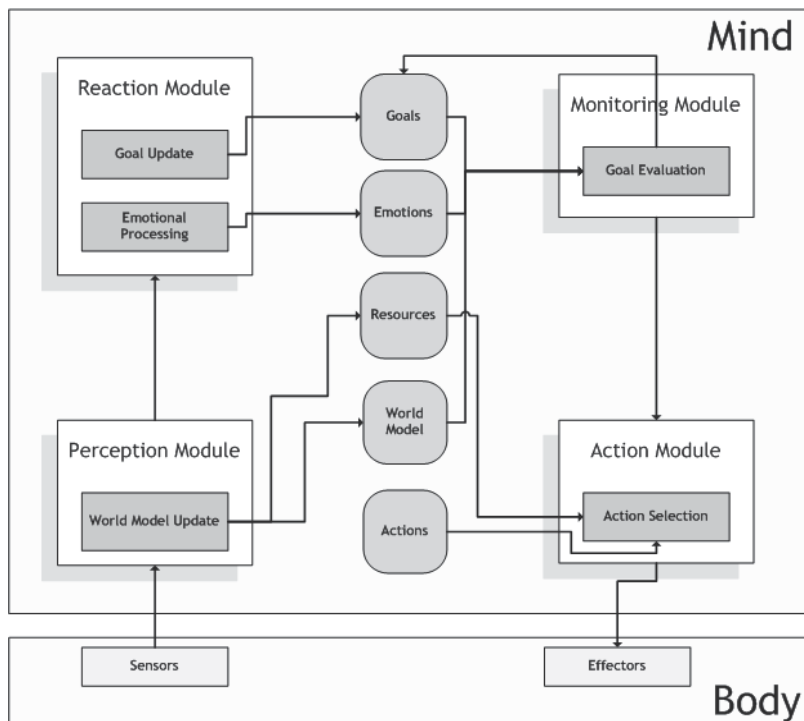 Mind
Reaction Module
Goal Update
Emotional
Processing
Goals
Emotions
Resources
World
Model
Actions
Monitoring Module
Goal Evaluation
Perception Module
World Model Update
Action Module
Action Selection
Sensors
Effectors
Body